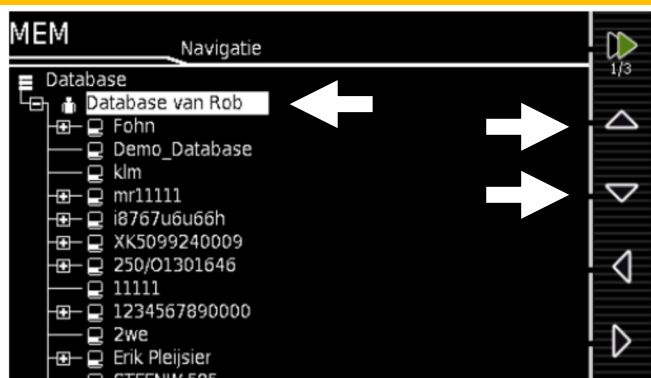 MEM
Navigatie
1/3
Database
Database van Rob
Fohn
Demo_Database
klm
mr11111
i8767u6u66h
XK5099240009
250/O1301646
11111
1234567890000
2we
Erik Pleijsier